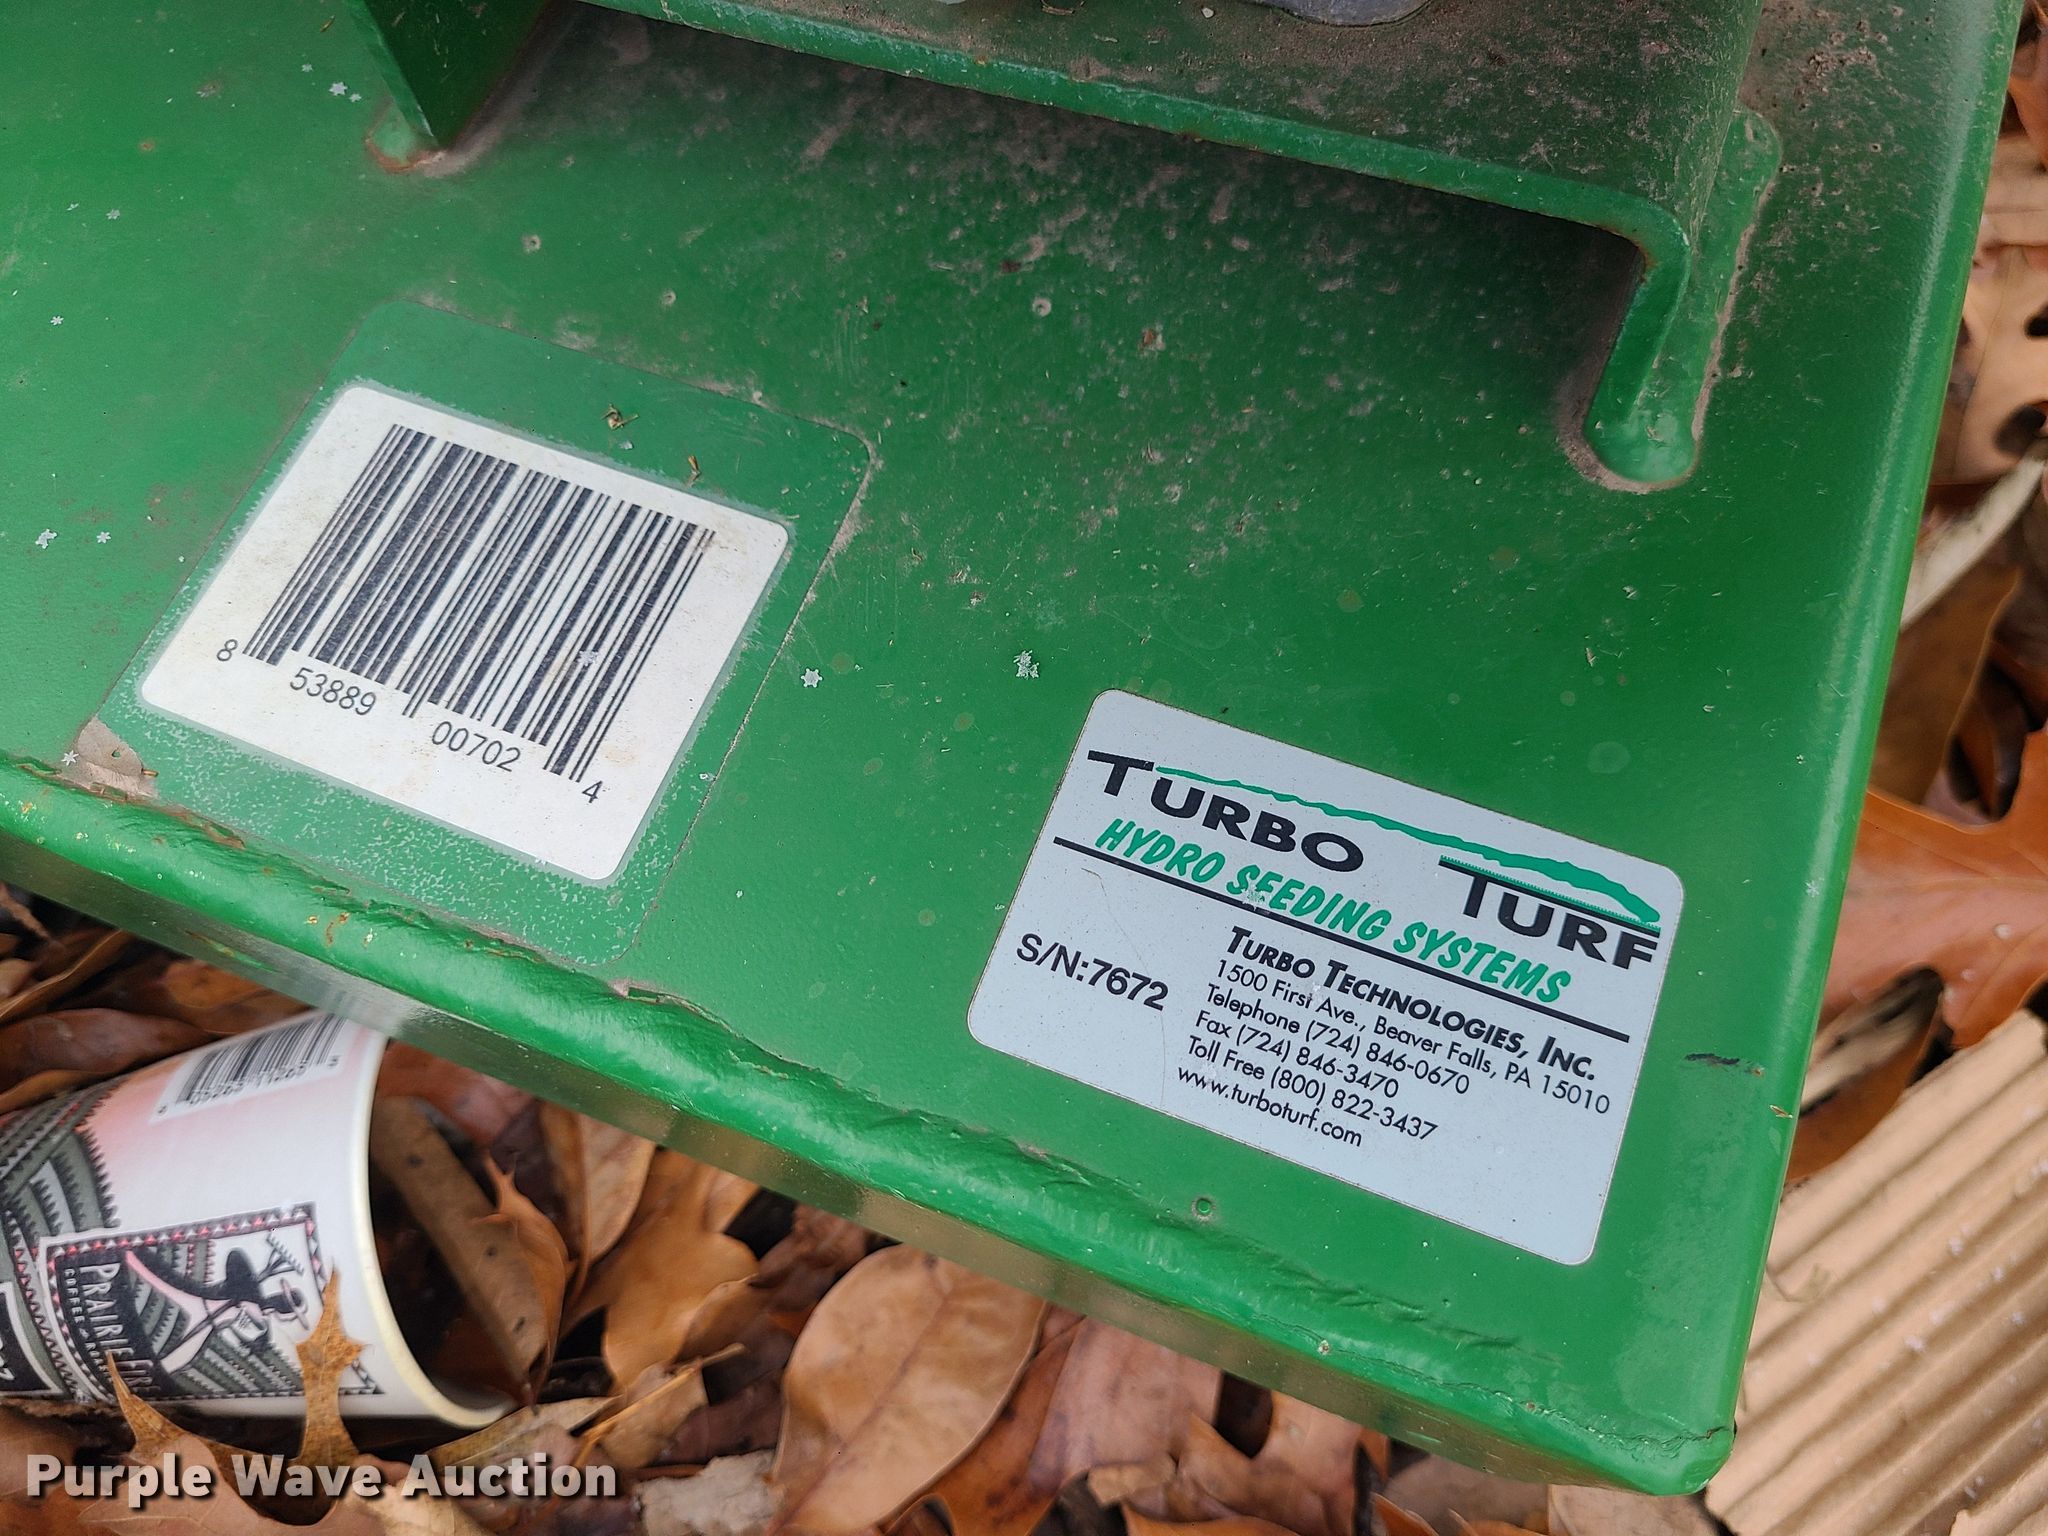 8 53889 00702 4
TURBO TURF
HYDRO SEEDING SYSTEMS
S/N:7672
TURBO TECHNOLOGIES, INC.
1500 First Ave., Beaver Falls, PA 15010
Telephone (724) 846-0670
Fax (724) 846-3470
Toll Free (800) 822-3437
www.turboturf.com
PRAIRIE FIRE
Purple Wave Auction